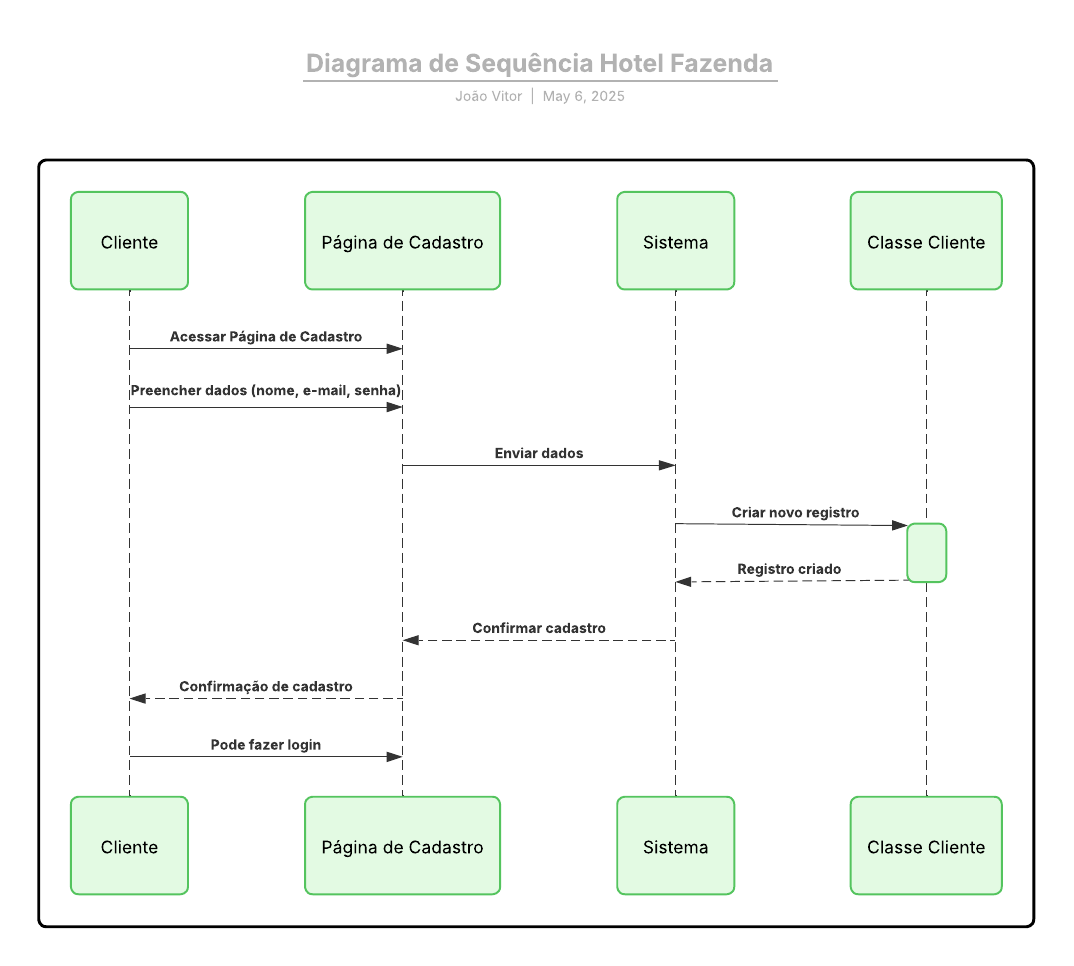 Diagrama de Sequência Hotel Fazenda
João Vitor | May 6, 2025
Cliente
Página de Cadastro
Sistema
Classe Cliente
Acessar Página de Cadastro
Preencher dados (nome, e-mail, senha)
Enviar dados
Criar novo registro
Registro criado
Confirmar cadastro
Confirmação de cadastro
Pode fazer login
Cliente
Página de Cadastro
Sistema
Classe Cliente